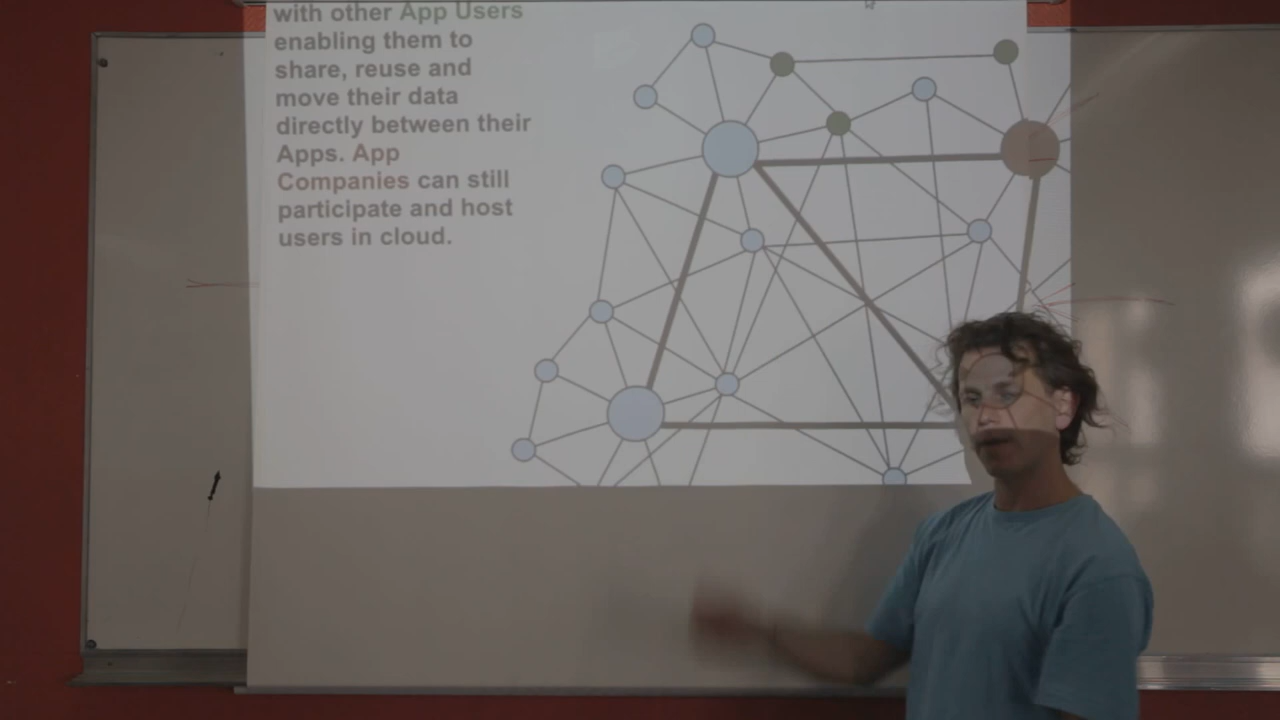 with other App Users
enabling them to
share, reuse and
move their data
directly between their
Apps. App
Companies can still
participate and host
users in cloud.